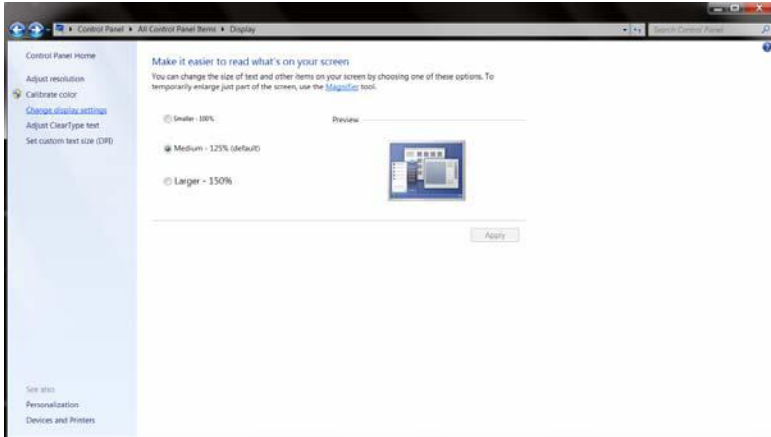 Control Panel ▸ All Control Panel Items ▸ Display
Search Control Panel
Control Panel Home
Adjust resolution
Calibrate color
Change display settings
Adjust ClearType text
Set custom text size (DPI)
Make it easier to read what's on your screen
You can change the size of text and other items on your screen by choosing one of these options. To
temporarily enlarge just part of the screen, use the Magnifier tool.
Smaller - 100%
Preview
Medium - 125% (default)
Larger - 150%
Apply
See also
Personalization
Devices and Printers